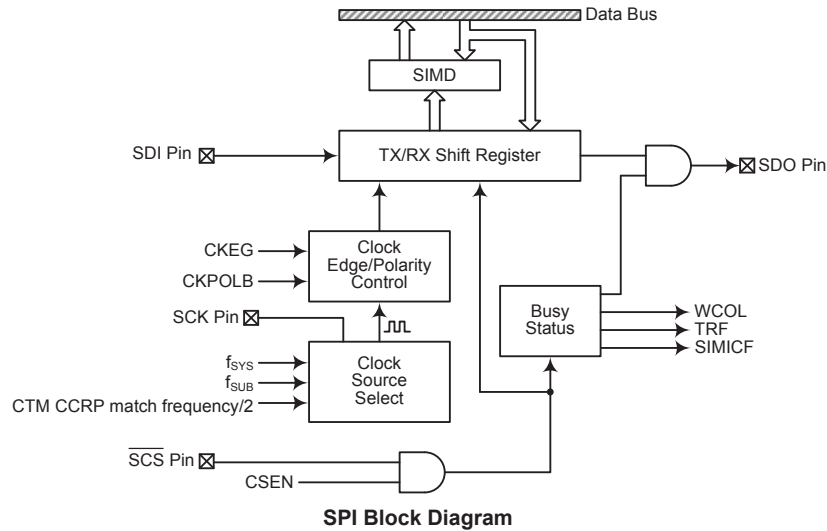 Data Bus
SIMD
SDI Pin
TX/RX Shift Register
SDO Pin
CKEG
CKPOLB
Clock
Edge/Polarity
Control
SCK Pin
Busy
Status
WCOL
TRF
SIMICF
fSYS
fSUB
CTM CCRP match frequency/2
Clock
Source
Select
SCS Pin
CSEN
SPI Block Diagram